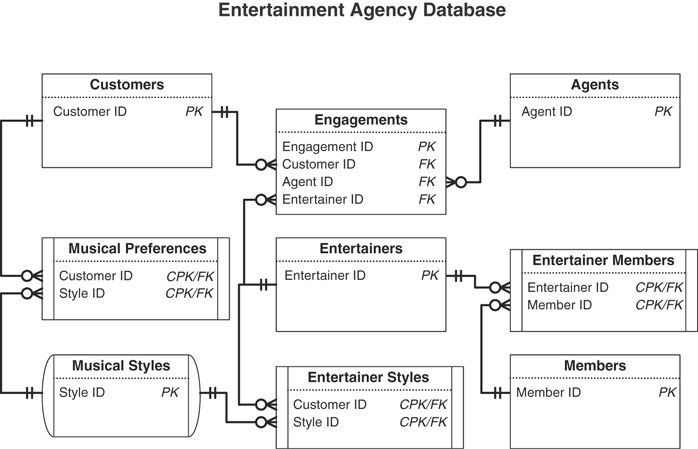 Entertainment Agency Database
Customers
Customer ID PK
Agents
Agent ID PK
Engagements
Engagement ID PK
Customer ID FK
Agent ID FK
Entertainer ID FK
Musical Preferences
Customer ID CPK/FK
Style ID CPK/FK
Entertainers
Entertainer ID PK
Entertainer Members
Entertainer ID CPK/FK
Member ID CPK/FK
Musical Styles
Style ID PK
Entertainer Styles
Customer ID CPK/FK
Style ID CPK/FK
Members
Member ID PK